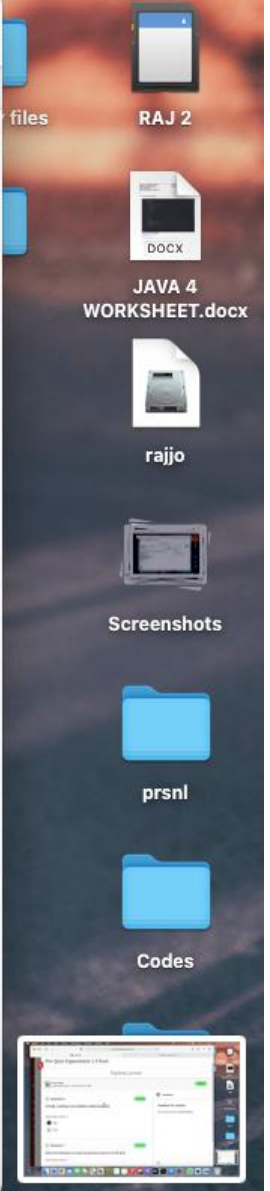 files
RAJ 2
DOCX
JAVA 4
WORKSHEET.docx
rajjo
Screenshots
prsnl
Codes